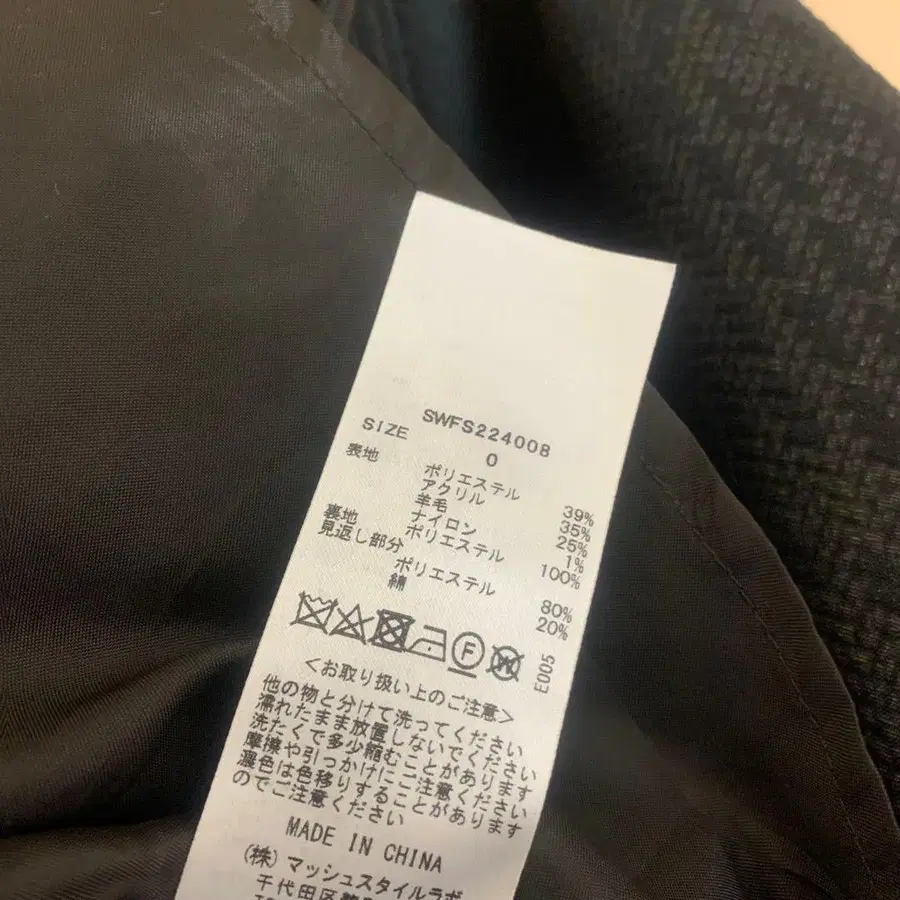 SWFS224008
SIZE 0
表地 ポリエステル 39%
アクリル 35%
羊毛 25%
ナイロン 1%
裏地 ポリエステル 100%
見返し部分
ポリエステル 80%
綿 20%
F
W
E005
<お取り扱い上のご注意>
他の物と分けて洗ってください
濡れたまま放置しないでください
洗たくで多少縮むことがあります
摩擦や引っかけにご注意ください
濃色は色移りすることがあります
のでご注意ください
MADE IN CHINA
(株)マッシュスタイルラボ
千代田区麹